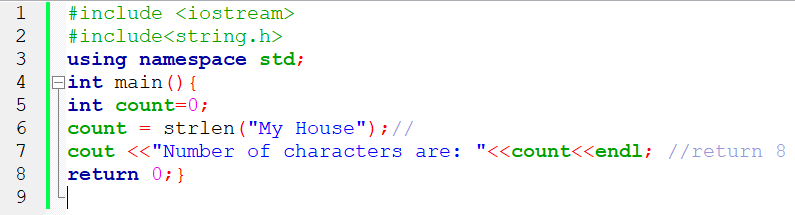 1 #include <iostream>
2 #include<string.h>
3 using namespace std;
4 int main(){
5 int count=0;
6 count = strlen("My House");//
7 cout <<"Number of characters are: "<<count<<endl; //return 8
8 return 0;}
9